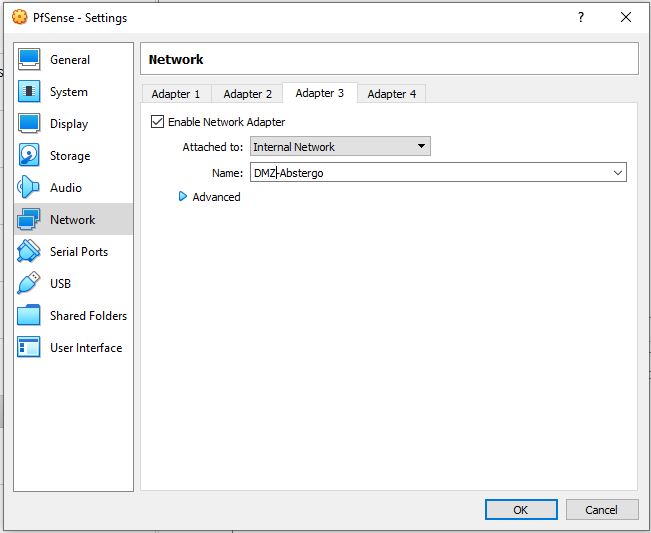 PfSense - Settings
?
General
System
Display
Storage
Audio
Network
Serial Ports
USB
Shared Folders
User Interface
Network
Adapter 1
Adapter 2
Adapter 3
Adapter 4
Enable Network Adapter
Attached to: Internal Network
Name: DMZ-Abstergo
Advanced
OK
Cancel